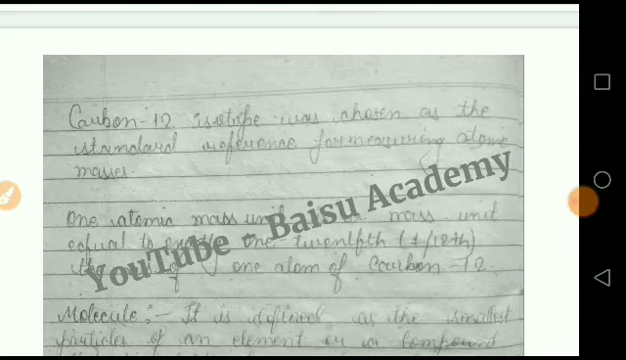 Carbon-12 isotope was chosen as the
standard reference for measuring atomic
masses.
One atomic mass unit mass unit
equal to exactly one twentfth (1/12th)
the of one atom of Carbon-12.
YouTube - Baisu Academy
Molecule:- It is defined as the smallest
particles of an element or a compound